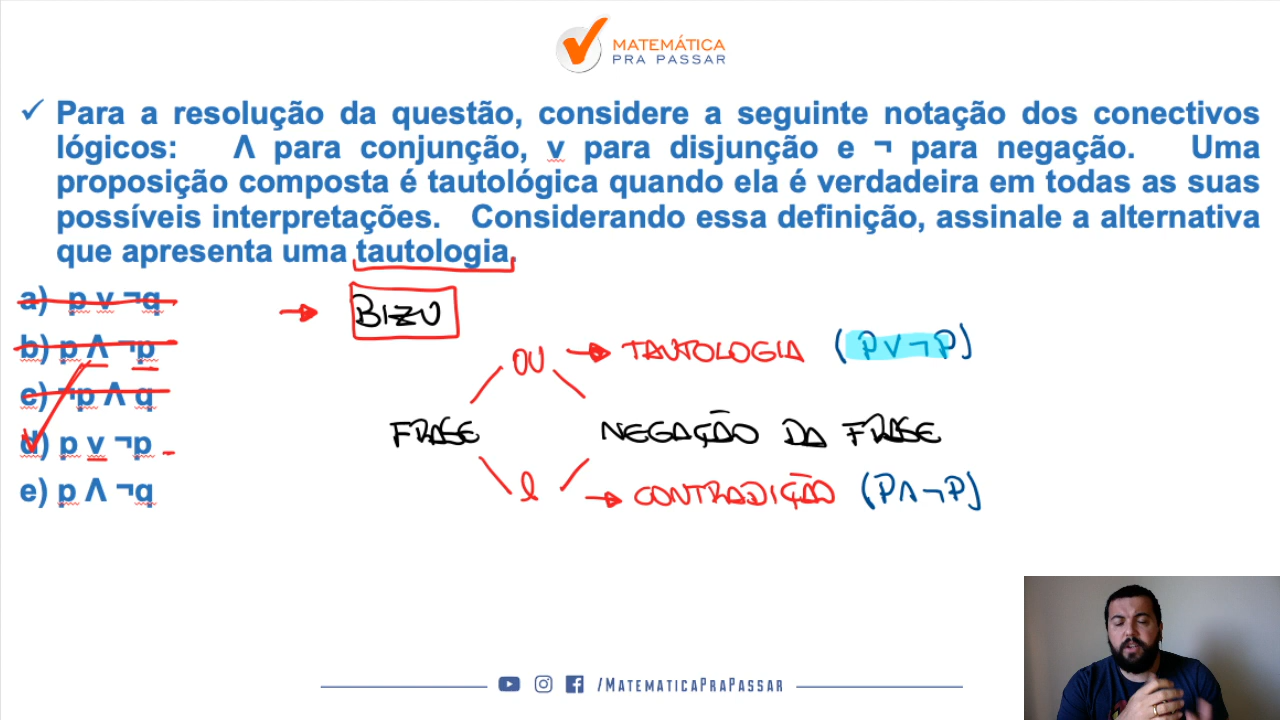 MATEMÁTICA
PRA PASSAR
✓ Para a resolução da questão, considere a seguinte notação dos conectivos
lógicos: Λ para conjunção, v para disjunção e ¬ para negação. Uma
proposição composta é tautológica quando ela é verdadeira em todas as suas
possíveis interpretações. Considerando essa definição, assinale a alternativa
que apresenta uma tautologia.
a) p v ¬q
b) p Λ ¬p
c) ¬p Λ q
d) p v ¬p
e) p Λ ¬q
→ BIZU
OU → TAUTOLOGIA (P V ¬ P)
FRASE NEGAÇÃO DA FRASE
e → CONTRADIÇÃO (P Λ ¬ P)
/MATEMATICAPRAPASSAR